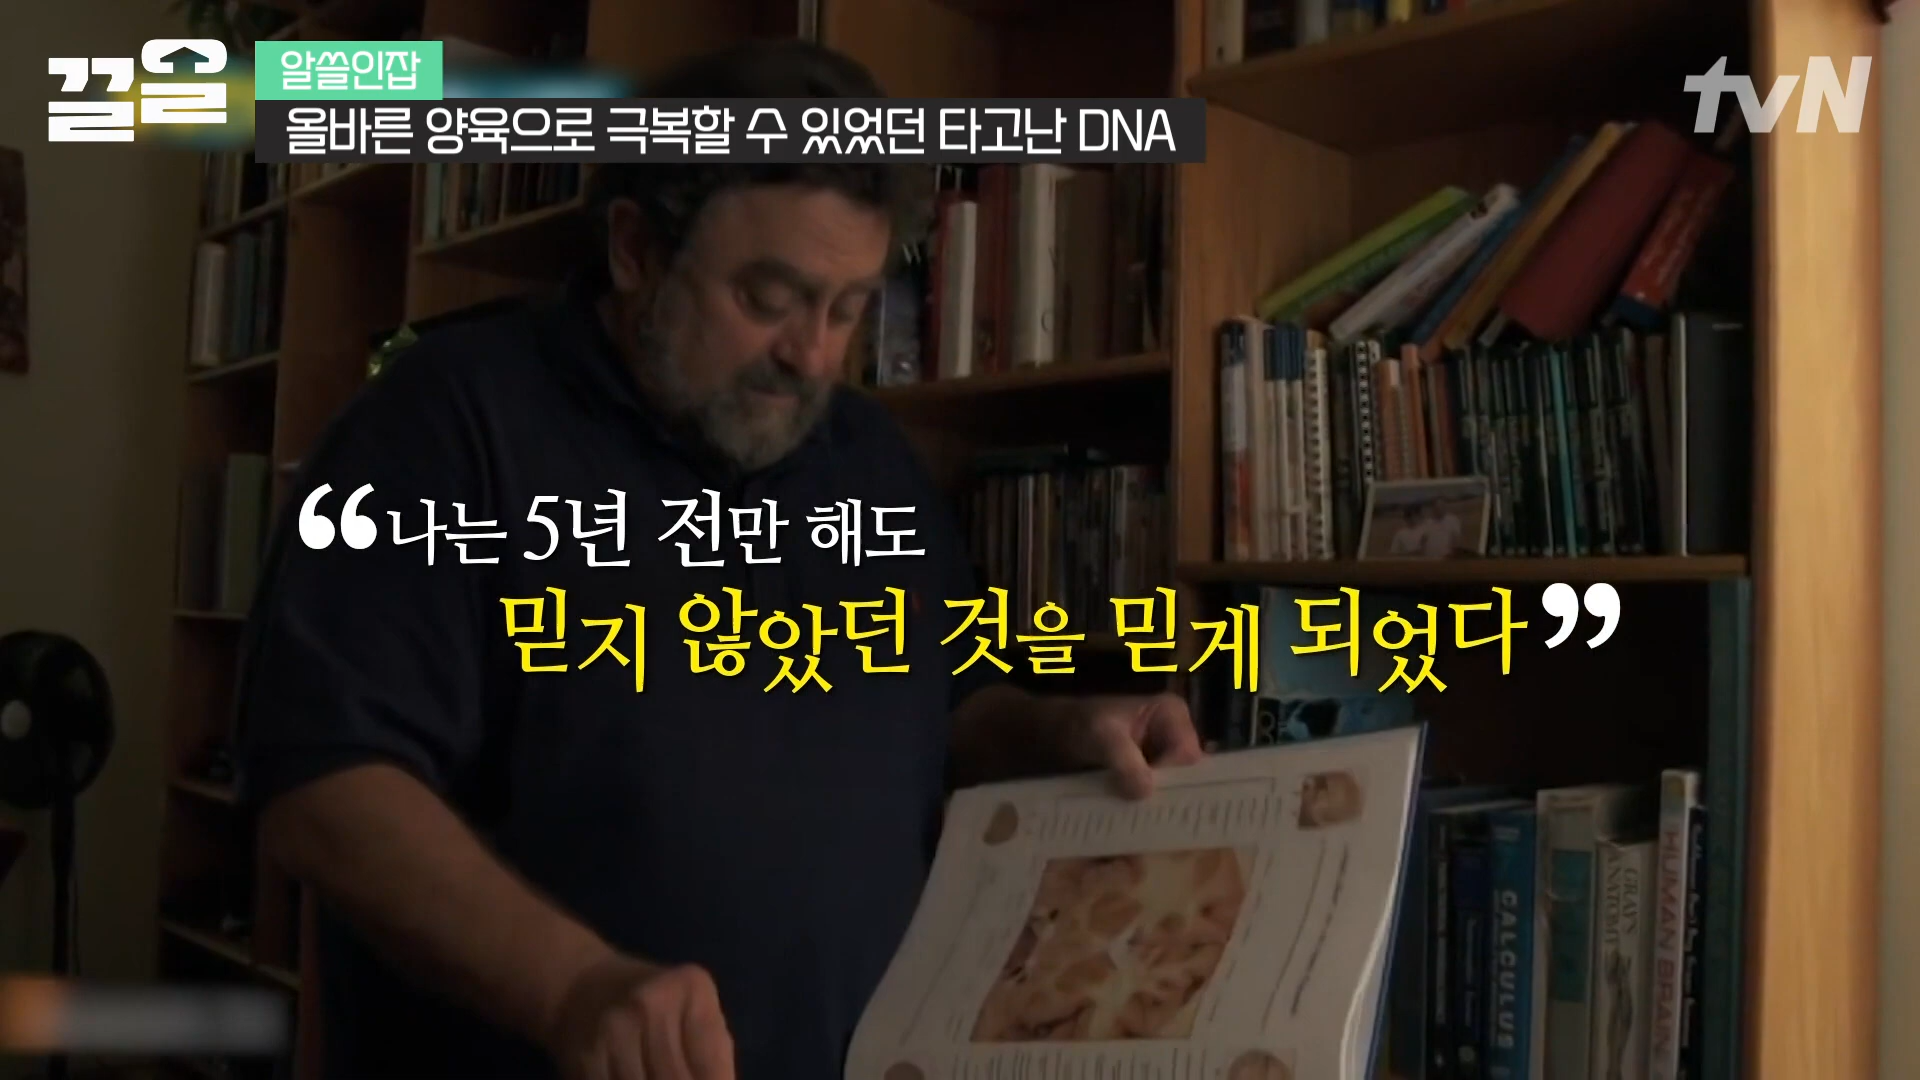 끌올
알쓸인잡
tvN
올바른 양육으로 극복할 수 있었던 타고난 DNA
“나는 5년 전만 해도
믿지 않았던 것을 믿게 되었다”
CALCULUS
GRAY'S
ANATOMY
HUMAN BRAIN